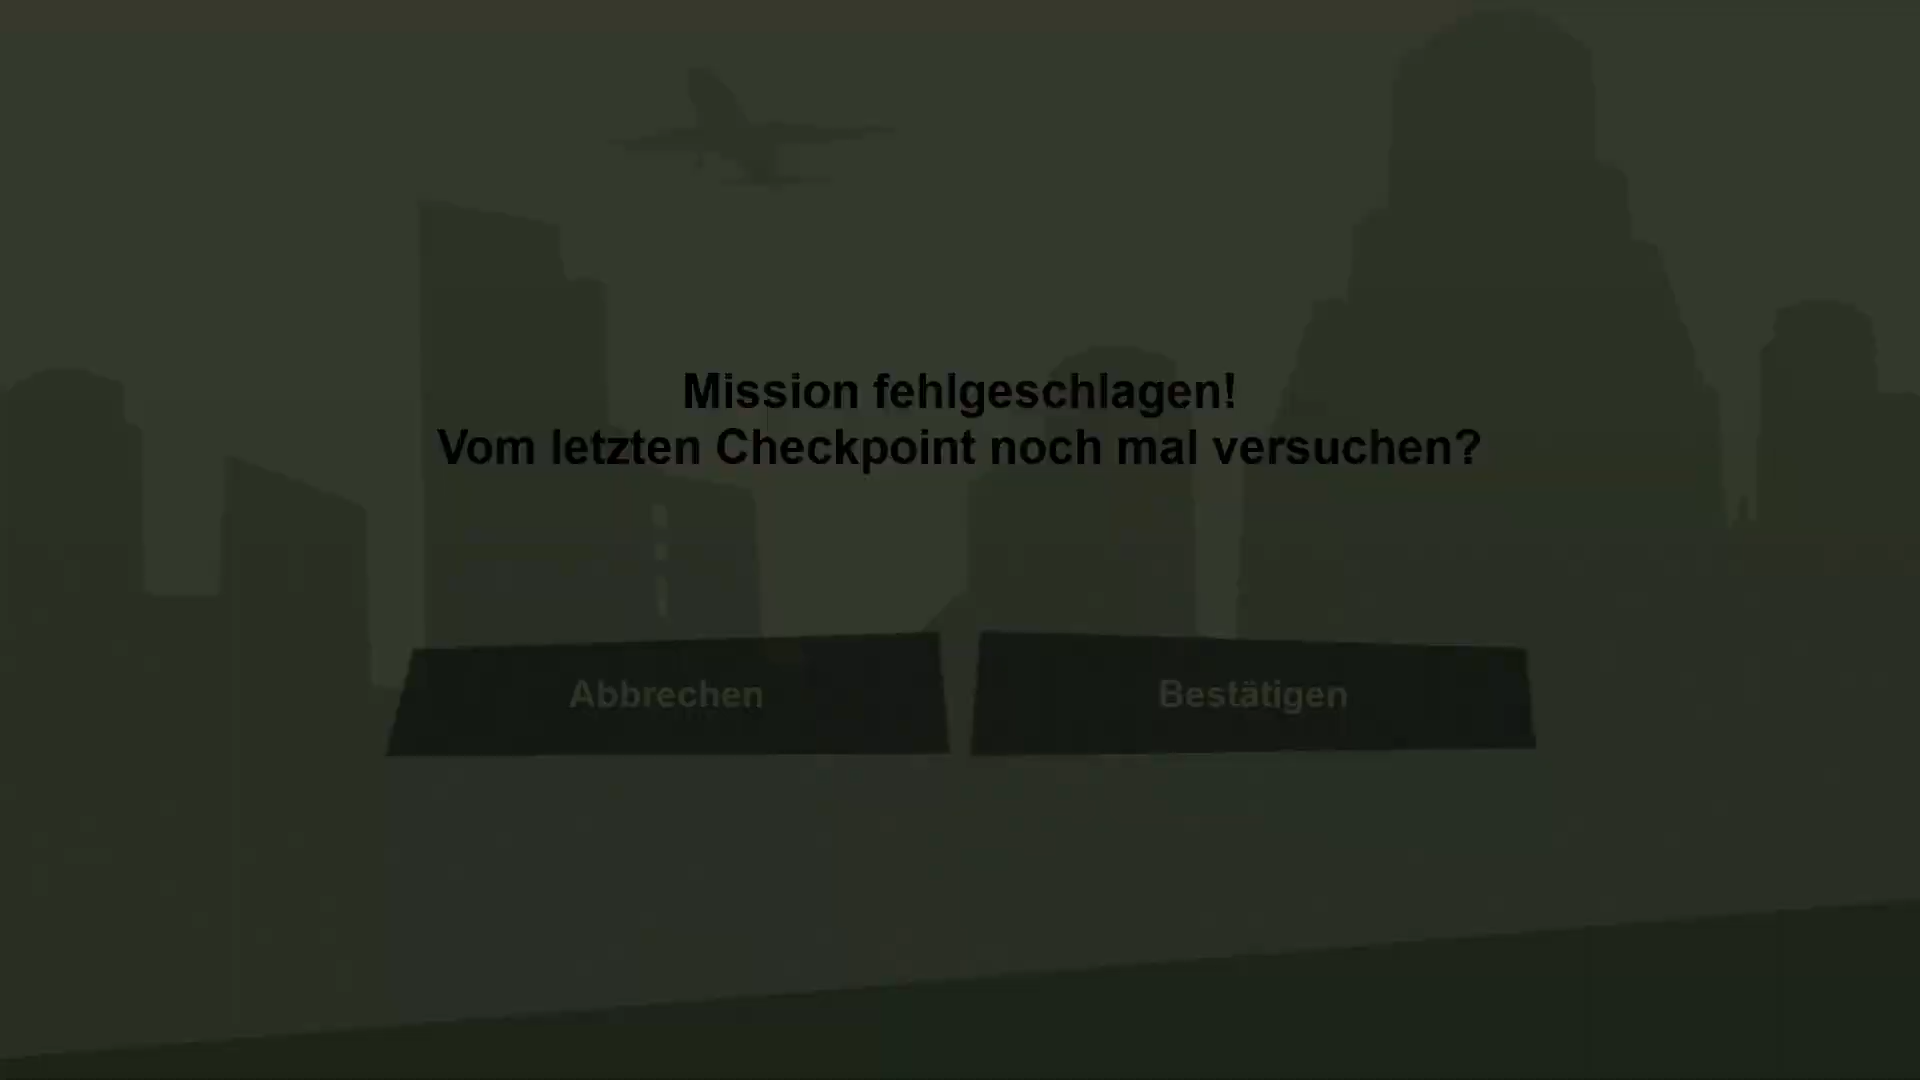 Mission fehlgeschlagen!
Vom letzten Checkpoint noch mal versuchen?
Abbrechen
Bestätigen